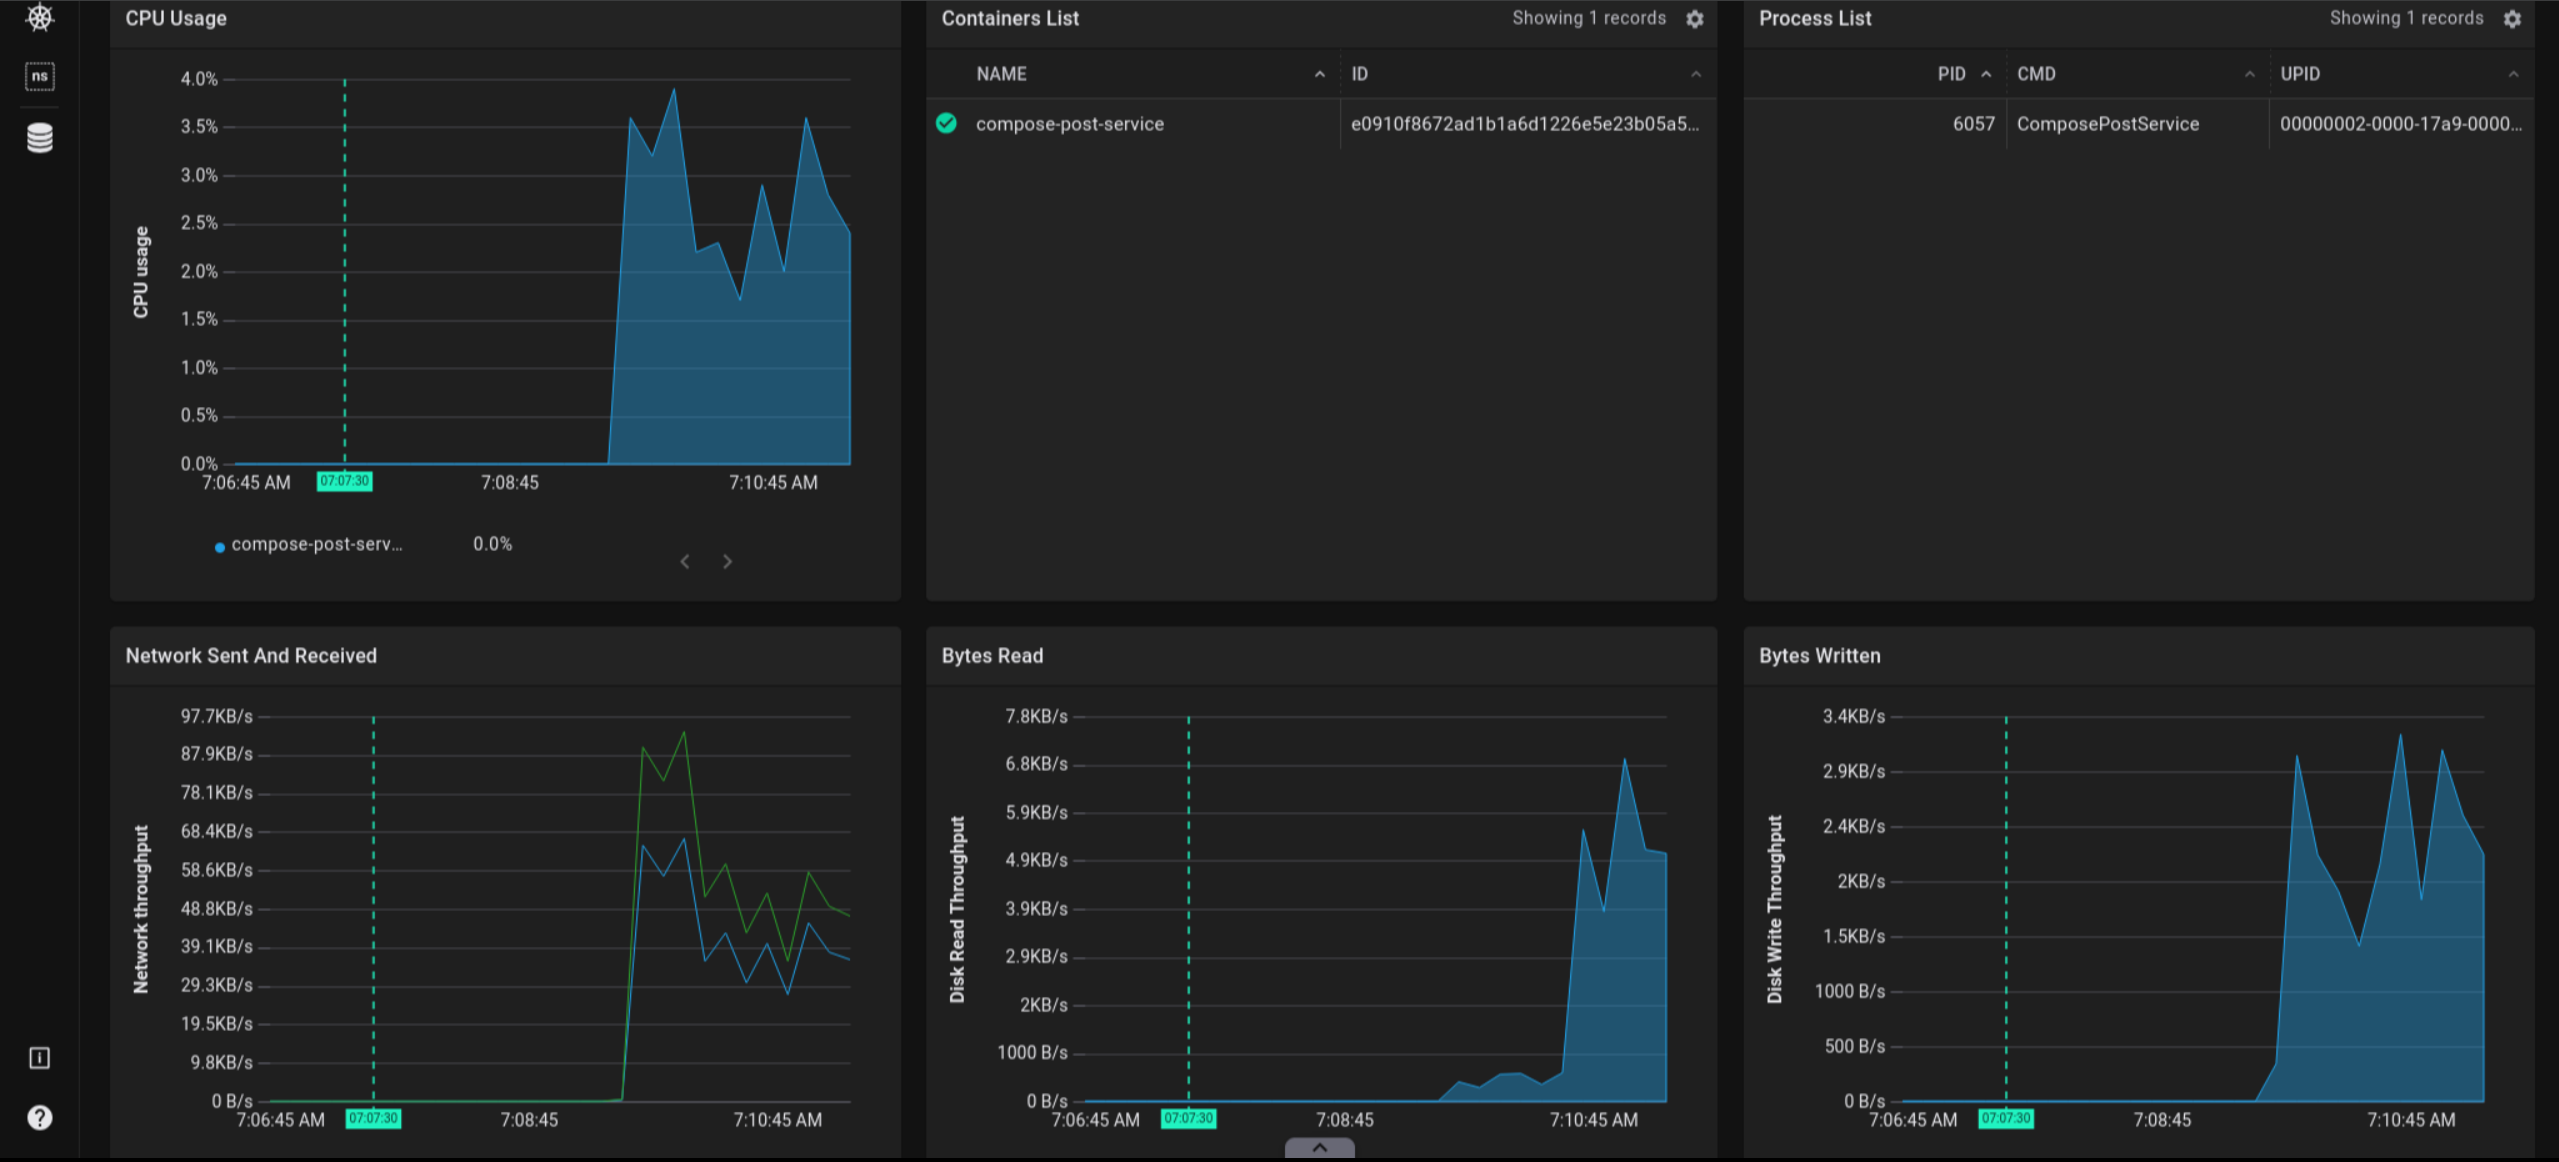 ns
CPU Usage
CPU usage
4.0%
3.5%
3.0%
2.5%
2.0%
1.5%
1.0%
0.5%
0.0%
7:06:45 AM 07:07:30 7:08:45 7:10:45 AM
compose-post-serv... 0.0%
Containers List Showing 1 records
NAME ID
compose-post-service e0910f8672ad1b1a6d1226e5e23b05a5...
Process List Showing 1 records
PID CMD UPID
6057 ComposePostService 00000002-0000-17a9-0000...
Network Sent And Received
Network throughput
97.7KB/s
87.9KB/s
78.1KB/s
68.4KB/s
58.6KB/s
48.8KB/s
39.1KB/s
29.3KB/s
19.5KB/s
9.8KB/s
0 B/s
7:06:45 AM 07:07:30 7:08:45 7:10:45 AM
Bytes Read
Disk Read Throughput
7.8KB/s
6.8KB/s
5.9KB/s
4.9KB/s
3.9KB/s
2.9KB/s
2KB/s
1000 B/s
0 B/s
7:06:45 AM 07:07:30 7:08:45 7:10:45 AM
Bytes Written
Disk Write Throughput
3.4KB/s
2.9KB/s
2.4KB/s
2KB/s
1.5KB/s
1000 B/s
500 B/s
0 B/s
7:06:45 AM 07:07:30 7:08:45 7:10:45 AM